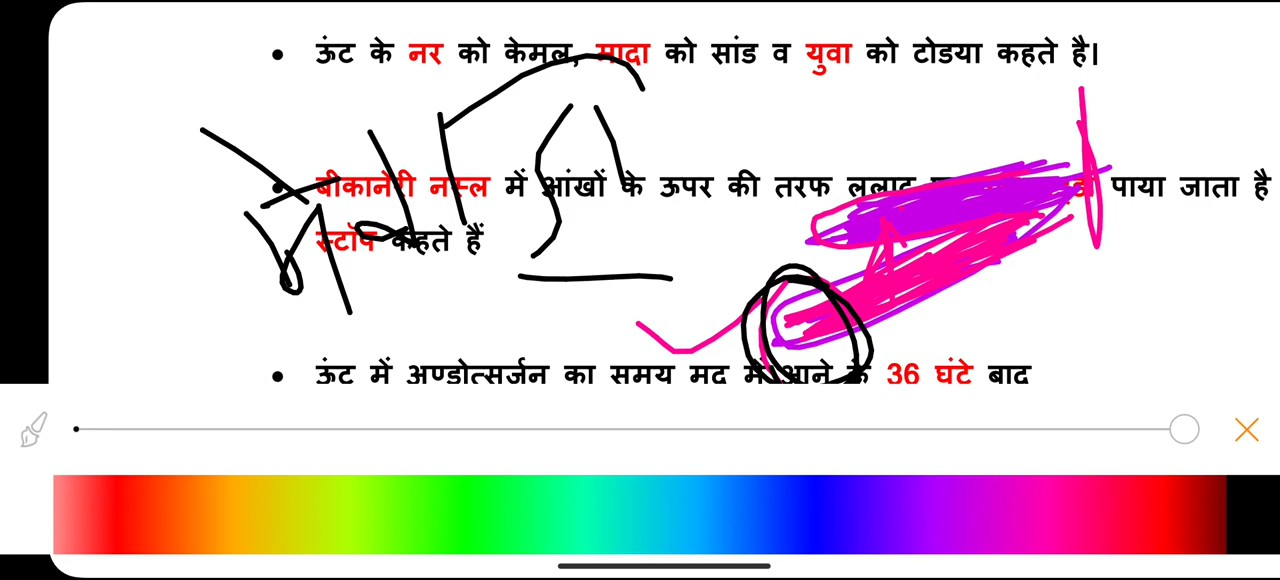 • ऊंट के नर को केमल, मादा को सांड व युवा को टोडया कहते है।
• बीकानेरी नस्ल में आंखों के ऊपर की तरफ ललाट पाया जाता है
स्टॉप कहते हैं
• ऊंट में अण्डोत्सर्जन का समय मद में आने के 36 घंटे बाद